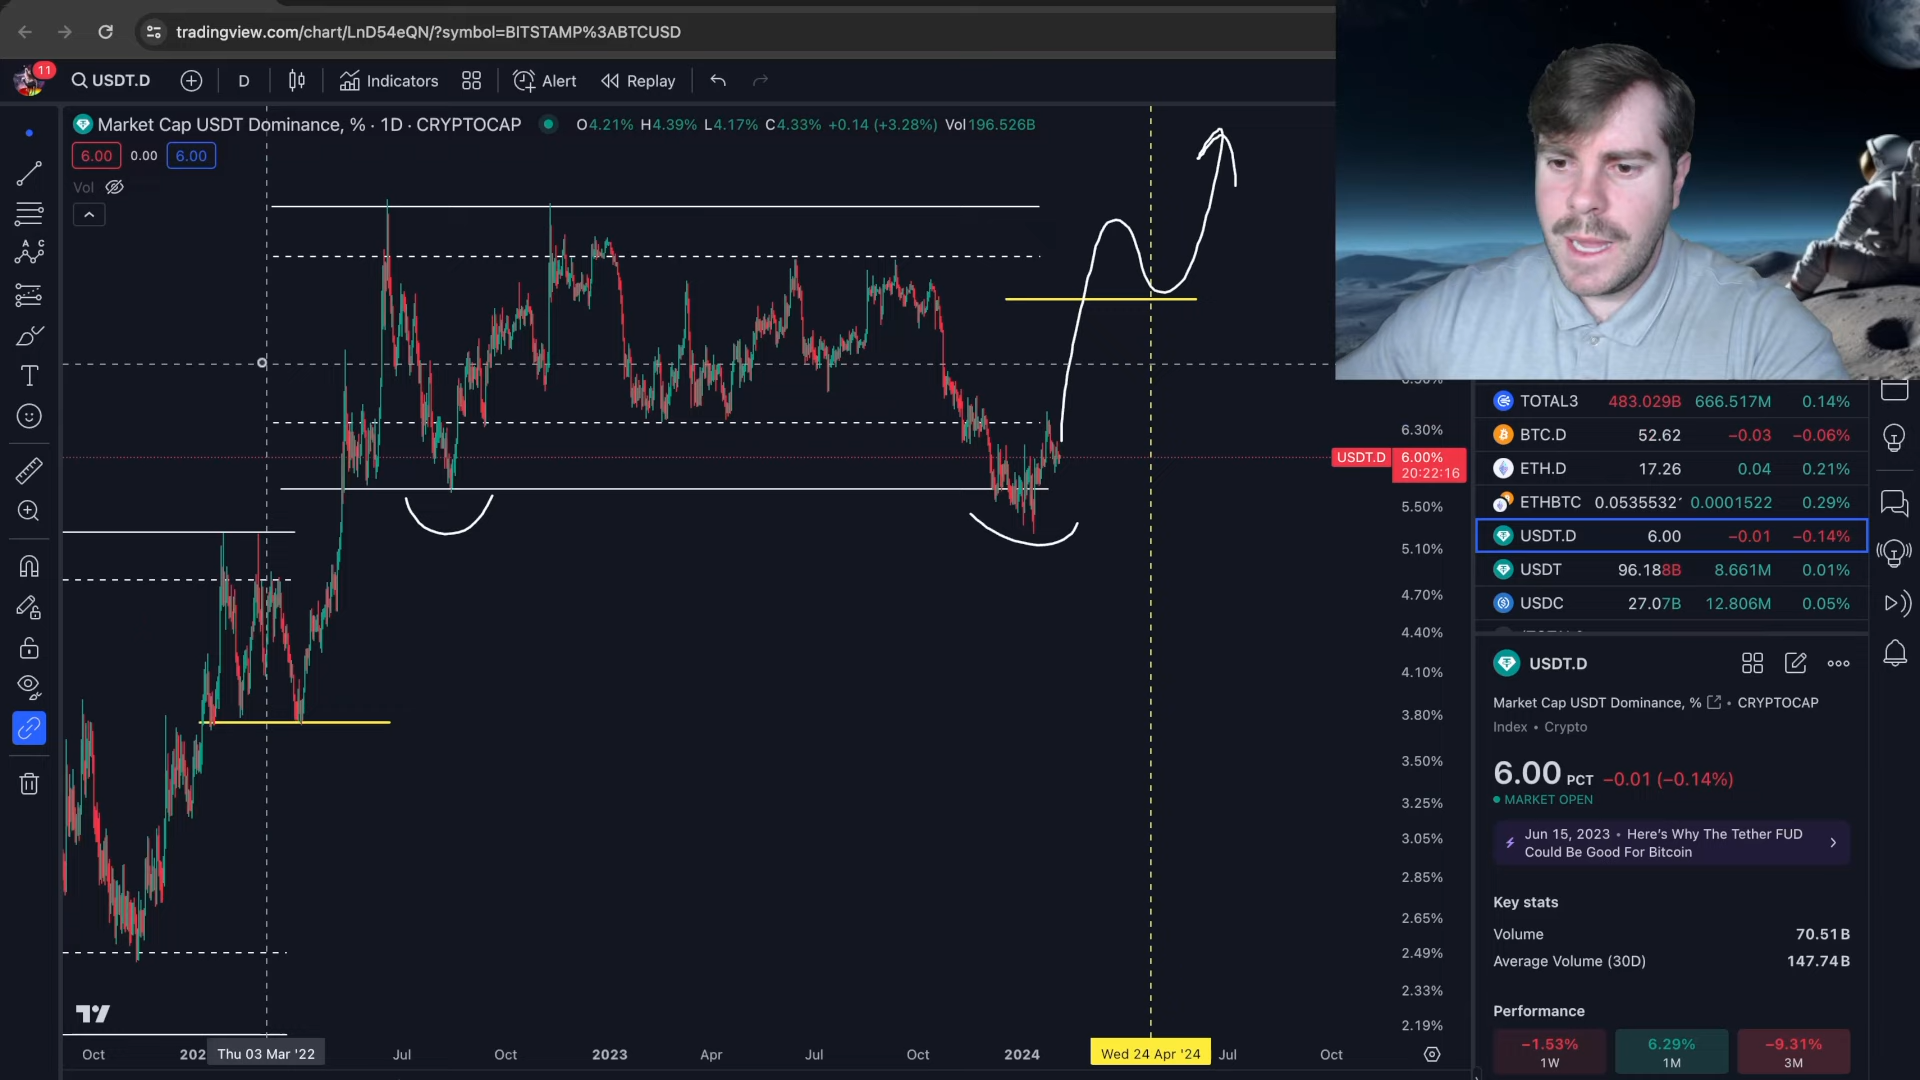 tradingview.com/chart/LnD54eQN/?symbol=BITSTAMP%3ABTCUSD
11
USDT.D
D
Indicators
Alert
Replay
Market Cap USDT Dominance, % · 1D · CRYPTOCAP
O4.21% H4.39% L4.17% C4.33% +0.14 (+3.28%) Vol196.526B
6.00 0.00 6.00
Vol
A C
6.30%
USDT.D 6.00%
20:22:16
5.50%
5.10%
4.70%
4.40%
4.10%
3.80%
3.50%
3.25%
3.05%
2.85%
2.65%
2.49%
2.33%
2.19%
Oct
Thu 03 Mar '22
Jul
Oct
2023
Apr
Jul
Oct
2024
Wed 24 Apr '24
Jul
Oct
TOTAL3 483.029B 666.517M 0.14%
BTC.D 52.62 −0.03 −0.06%
ETH.D 17.26 0.04 0.21%
ETHBTC 0.0535532 0.0001522 0.29%
USDT.D 6.00 −0.01 −0.14%
USDT 96.188B 8.661M 0.01%
USDC 27.07B 12.806M 0.05%
USDT.D
Market Cap USDT Dominance, % • CRYPTOCAP
Index • Crypto
6.00 PCT −0.01 (−0.14%)
MARKET OPEN
Jun 15, 2023 • Here's Why The Tether FUD
Could Be Good For Bitcoin
Key stats
Volume 70.51B
Average Volume (30D) 147.74B
Performance
−1.53%
1W
6.29%
1M
−9.31%
3M